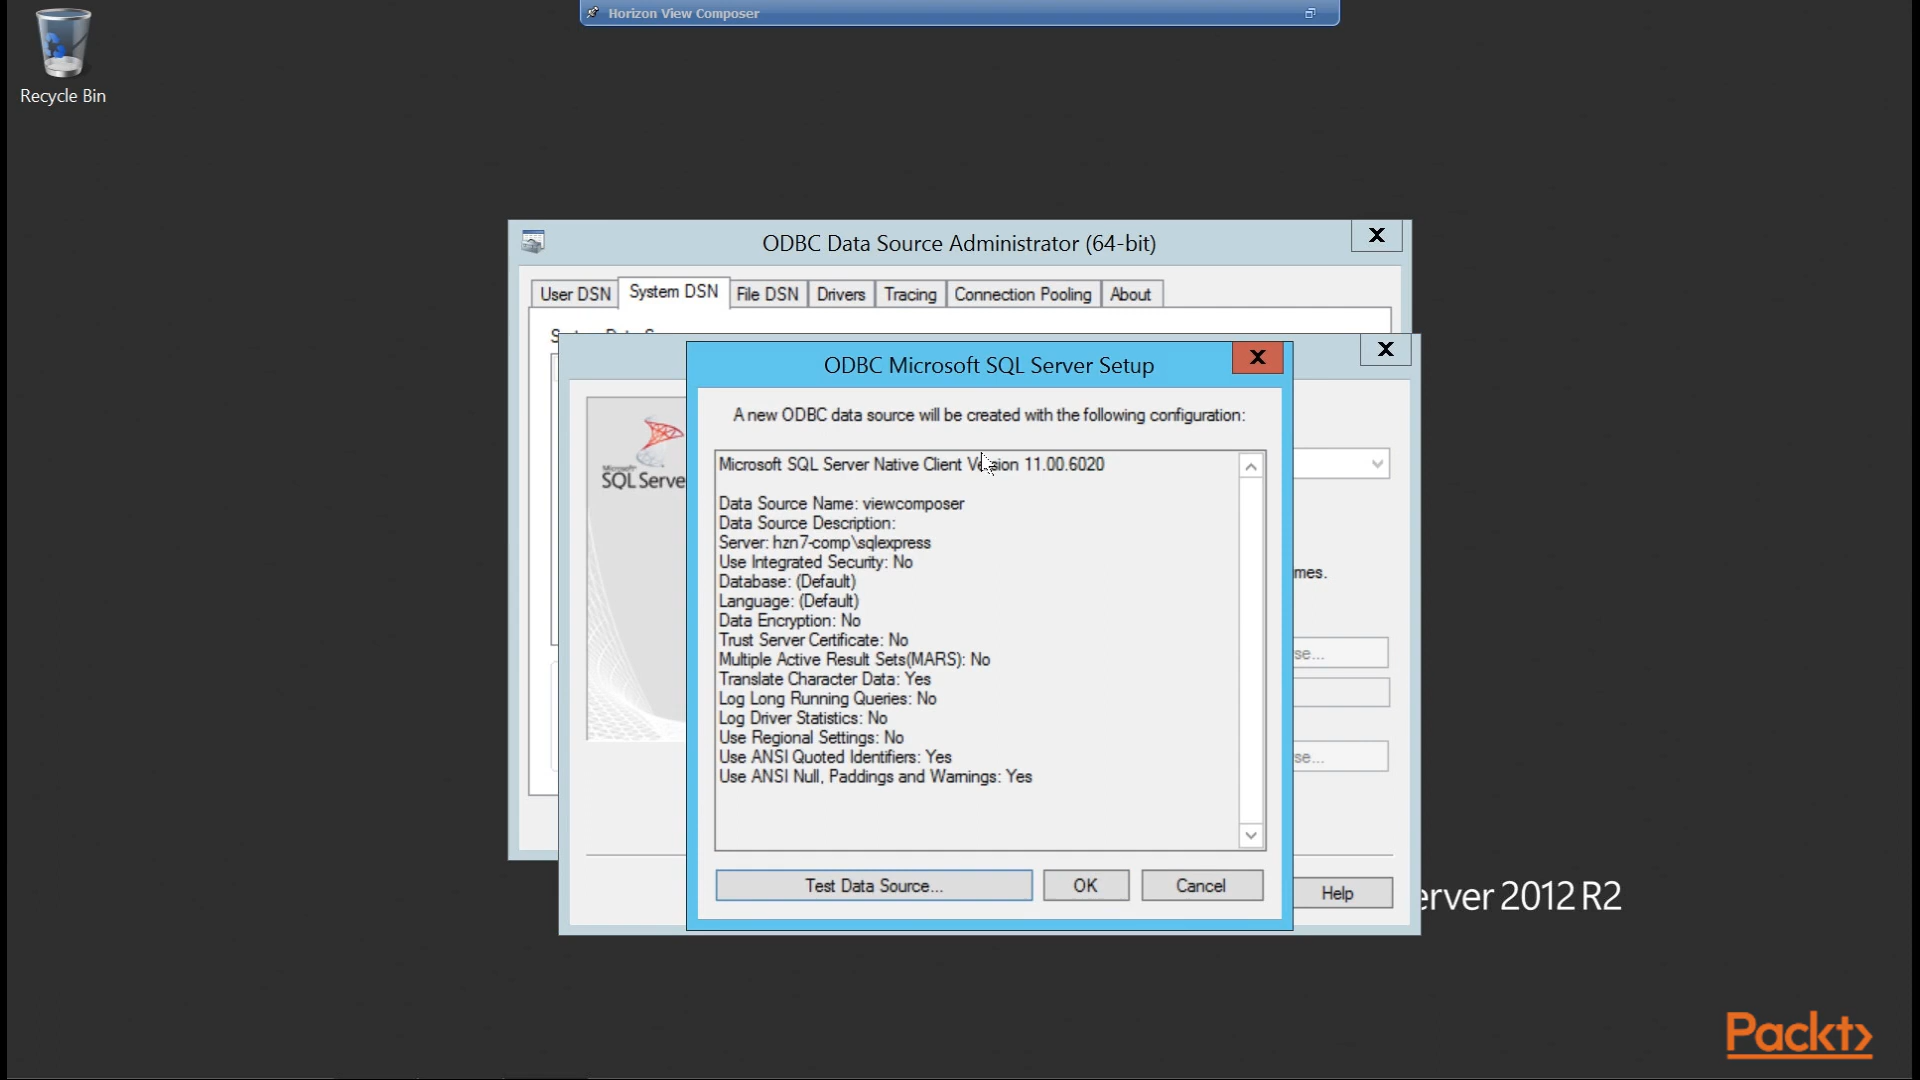 Horizon View Composer
Recycle Bin
ODBC Data Source Administrator (64-bit)
User DSN
System DSN
File DSN
Drivers
Tracing
Connection Pooling
About
ODBC Microsoft SQL Server Setup
A new ODBC data source will be created with the following configuration:
Microsoft
SQL Serve
Microsoft SQL Server Native Client Version 11.00.6020
Data Source Name: viewcomposer
Data Source Description:
Server: hzn7-comp\sqlexpress
Use Integrated Security: No
Database: (Default)
Language: (Default)
Data Encryption: No
Trust Server Certificate: No
Multiple Active Result Sets(MARS): No
Translate Character Data: Yes
Log Long Running Queries: No
Log Driver Statistics: No
Use Regional Settings: No
Use ANSI Quoted Identifiers: Yes
Use ANSI Null, Paddings and Warnings: Yes
mes.
se...
se...
Test Data Source...
OK
Cancel
Help
erver 2012 R2
Packt>